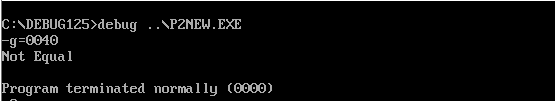 C:\DEBUG125>debug ..\P2NEW.EXE
-g=0040
Not Equal
Program terminated normally (0000)